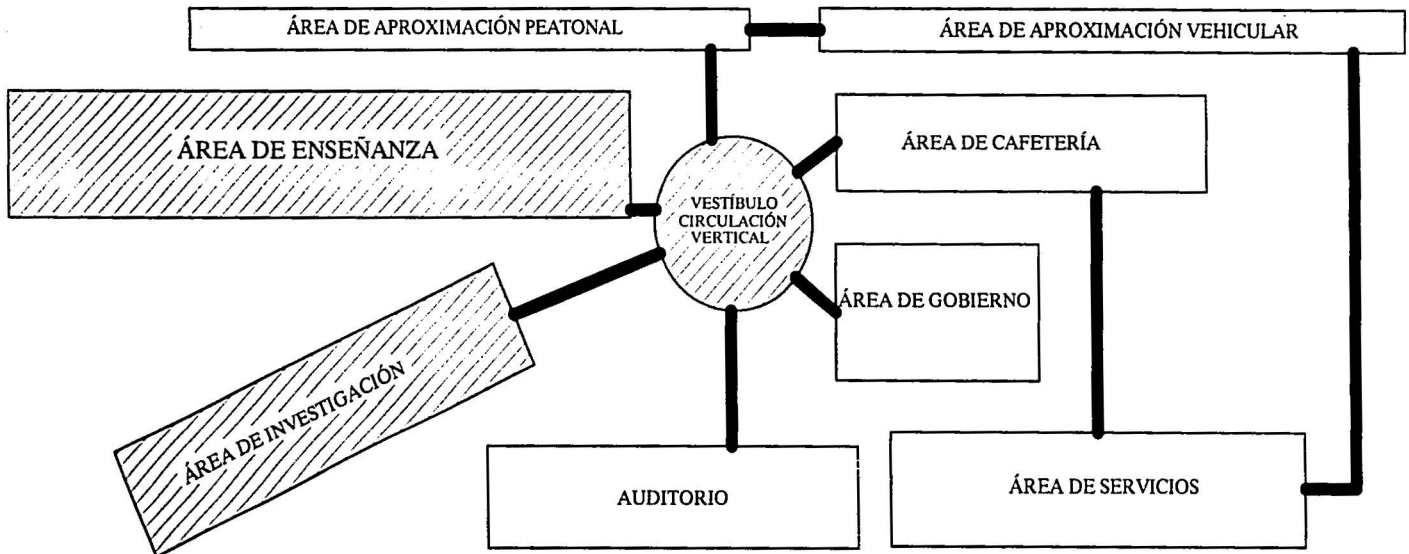 ÁREA DE APROXIMACIÓN PEATONAL
ÁREA DE APROXIMACIÓN VEHICULAR
ÁREA DE ENSEÑANZA
ÁREA DE CAFETERÍA
VESTÍBULO
CIRCULACIÓN
VERTICAL
ÁREA DE GOBIERNO
ÁREA DE INVESTIGACIÓN
AUDITORIO
ÁREA DE SERVICIOS